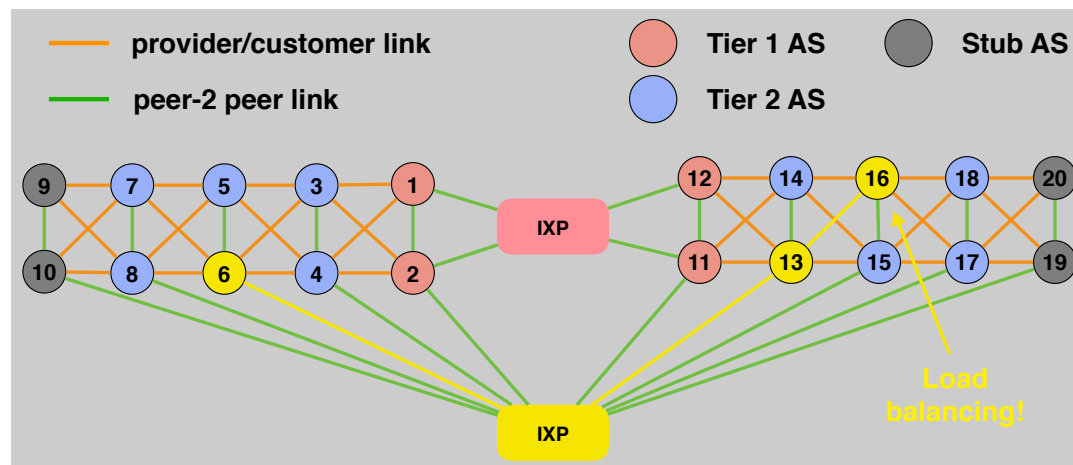 provider/customer link
Tier 1 AS
Stub AS
peer-2 peer link
Tier 2 AS
9
7
5
3
1
12
14
16
18
20
IXP
10
8
6
4
2
11
13
15
17
19
Load
balancing!
IXP